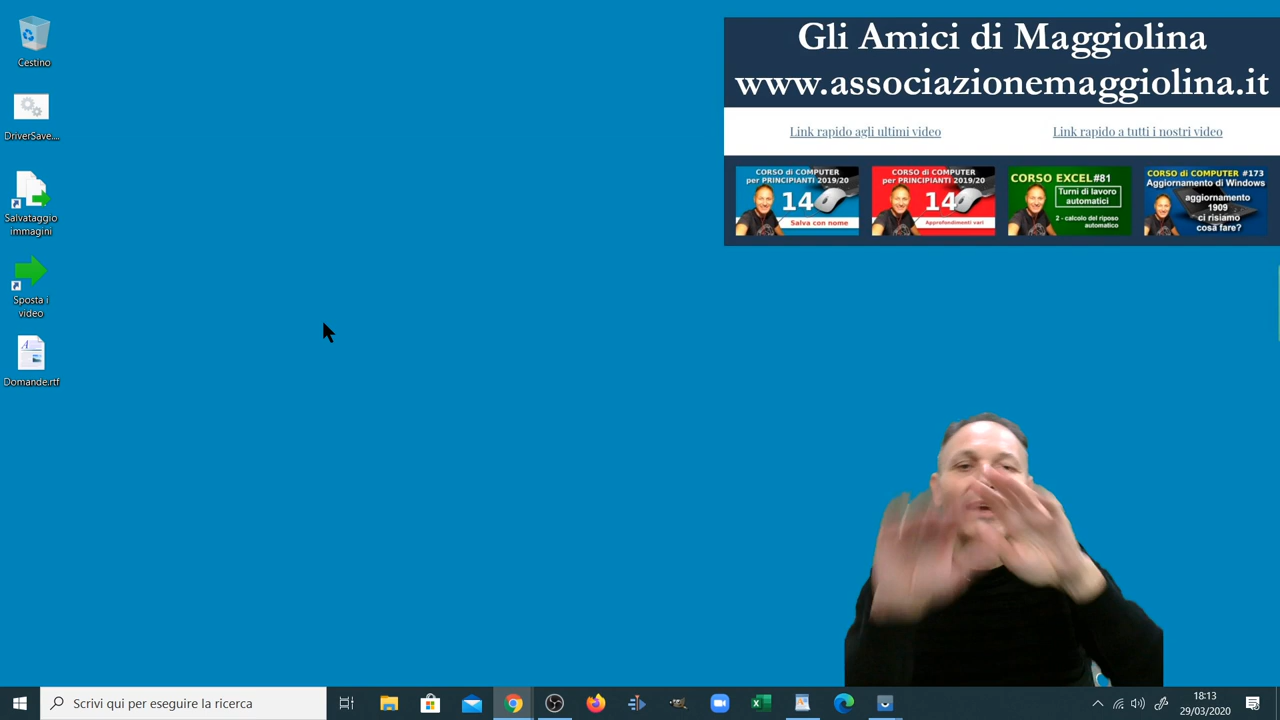 Cestino
DriverSave....
Salvataggio
immagini
Sposta i
video
Domande.rtf
Gli Amici di Maggiolina
www.associazionemaggiolina.it
Link rapido agli ultimi video
Link rapido a tutti i nostri video
CORSO di COMPUTER
per PRINCIPIANTI 2019/20
14
Salva con nome
CORSO di COMPUTER
per PRINCIPIANTI 2019/20
14
Approfondimenti vari
CORSO EXCEL #81
Turni di lavoro
automatici
2 - calcolo del riposo
automatico
CORSO di COMPUTER #173
Aggiornamento di Windows
aggiornamento
1909
ci risiamo
cosa fare?
Scrivi qui per eseguire la ricerca
18:13
29/03/2020